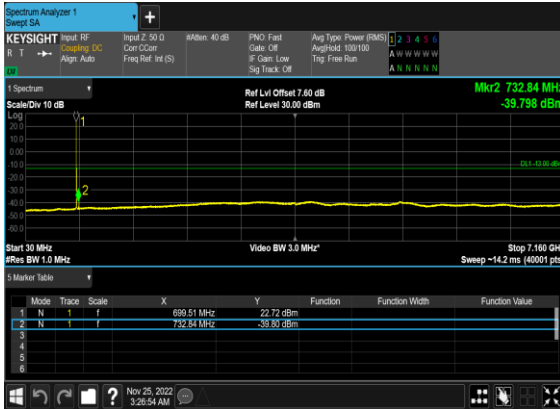 Spectrum Analyzer 1
Swept SA
KEYSIGHT
R T
LXI
Input: RF
Coupling: DC
Align: Auto
Input Z: 50 Ω
Corr CCorr
Freq Ref: Int (S)
#Atten: 40 dB
PNO: Fast
Gate: Off
IF Gain: Low
Sig Track: Off
Avg Type: Power (RMS)
Avg|Hold: 100/100
Trig: Free Run
1 2 3 4 5 6
A W W W W W
A N N N N N
1 Spectrum
Scale/Div 10 dB
Ref Lvl Offset 7.60 dB
Ref Level 30.00 dBm
Mkr2 732.84 MHz
-39.798 dBm
Log
20.0
10.0
0.00
-10.0
-20.0
-30.0
-40.0
-50.0
-60.0
1
2
DL1 -13.00 dBm
Start 30 MHz
#Res BW 1.0 MHz
Video BW 3.0 MHz*
Stop 7.160 GH
Sweep ~14.2 ms (40001 pts
5 Marker Table
Mode Trace Scale X Y Function Function Width Function Value
1 N 1 f 699.51 MHz 22.72 dBm
2 N 1 f 732.84 MHz -39.80 dBm
3
4
5
6
Nov 25, 2022
3:26:54 AM